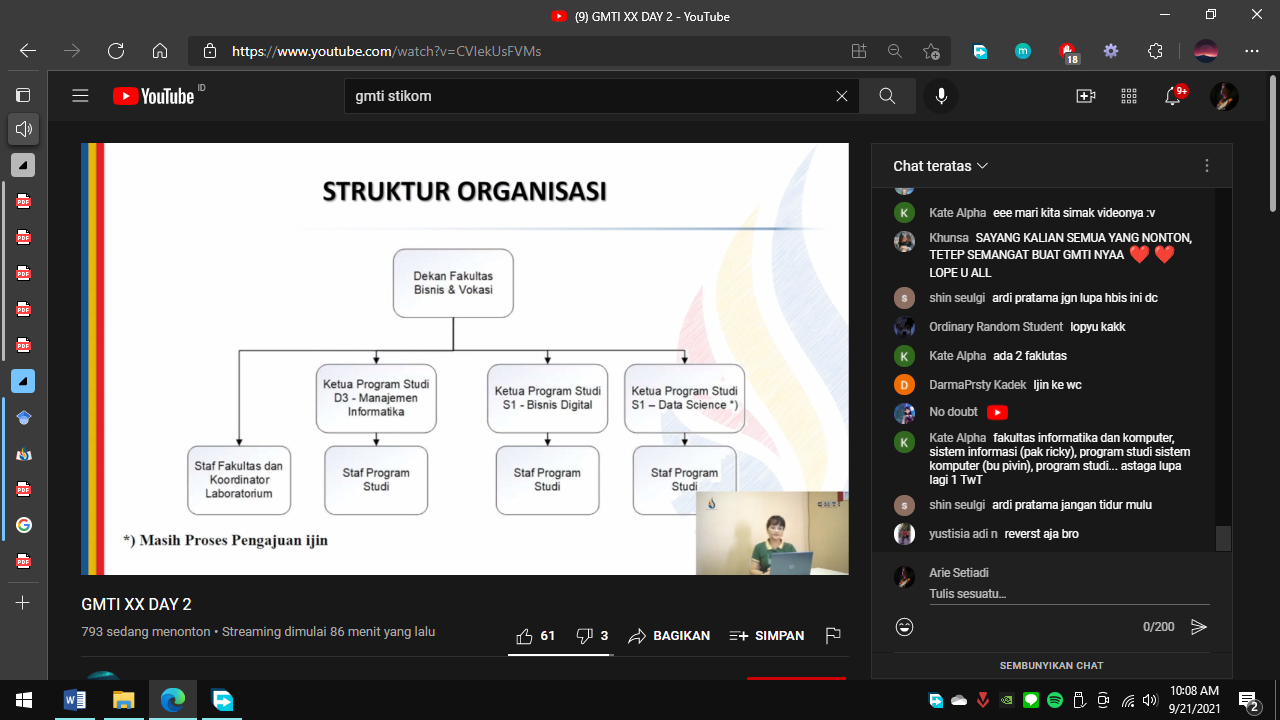 (9) GMTI XX DAY 2 - YouTube
https://www.youtube.com/watch?v=CVIekUsFVMs
18
YouTube ID
gmti stikom
9+
STRUKTUR ORGANISASI
Dekan Fakultas
Bisnis & Vokasi
Ketua Program Studi
D3 - Manajemen
Informatika
Ketua Program Studi
S1 - Bisnis Digital
Ketua Program Studi
S1 – Data Science *)
Staf Fakultas dan
Koordinator
Laboratorium
Staf Program
Studi
Staf Program
Studi
Staf Program
Studi
*) Masih Proses Pengajuan ijin
GMTI
GMTI XX DAY 2
793 sedang menonton • Streaming dimulai 86 menit yang lalu
61
3
BAGIKAN
SIMPAN
Chat teratas
Kate Alpha eee mari kita simak videonya :v
Khunsa SAYANG KALIAN SEMUA YANG NONTON,
TETEP SEMANGAT BUAT GMTI NYAA ❤️ ❤️
LOPE U ALL
shin seulgi ardi pratama jgn lupa hbis ini dc
Ordinary Random Student lopyu kakk
Kate Alpha ada 2 faklutas
DarmaPrsty Kadek Ijin ke wc
No doubt
Kate Alpha fakultas informatika dan komputer,
sistem informasi (pak ricky), program studi sistem
komputer (bu pivin), program studi... astaga lupa
lagi 1 TwT
shin seulgi ardi pratama jangan tidur mulu
yustisia adi n reverst aja bro
Arie Setiadi
Tulis sesuatu...
0/200
SEMBUNYIKAN CHAT
10:08 AM
9/21/2021
2